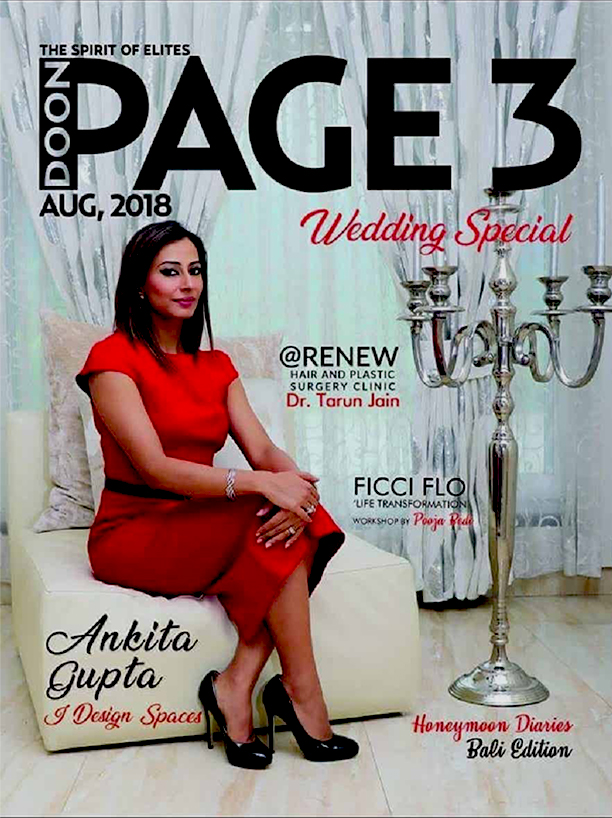 THE SPIRIT OF ELITES
DOON
PAGE 3
AUG, 2018
Wedding Special
@RENEW
HAIR AND PLASTIC
SURGERY CLINIC
Dr. Tarun Jain
FICCI FLO
'LIFE TRANSFORMATION'
WORKSHOP BY Pooja Bedi
Ankita
Gupta
I Design Spaces
Honeymoon Diaries
Bali Edition